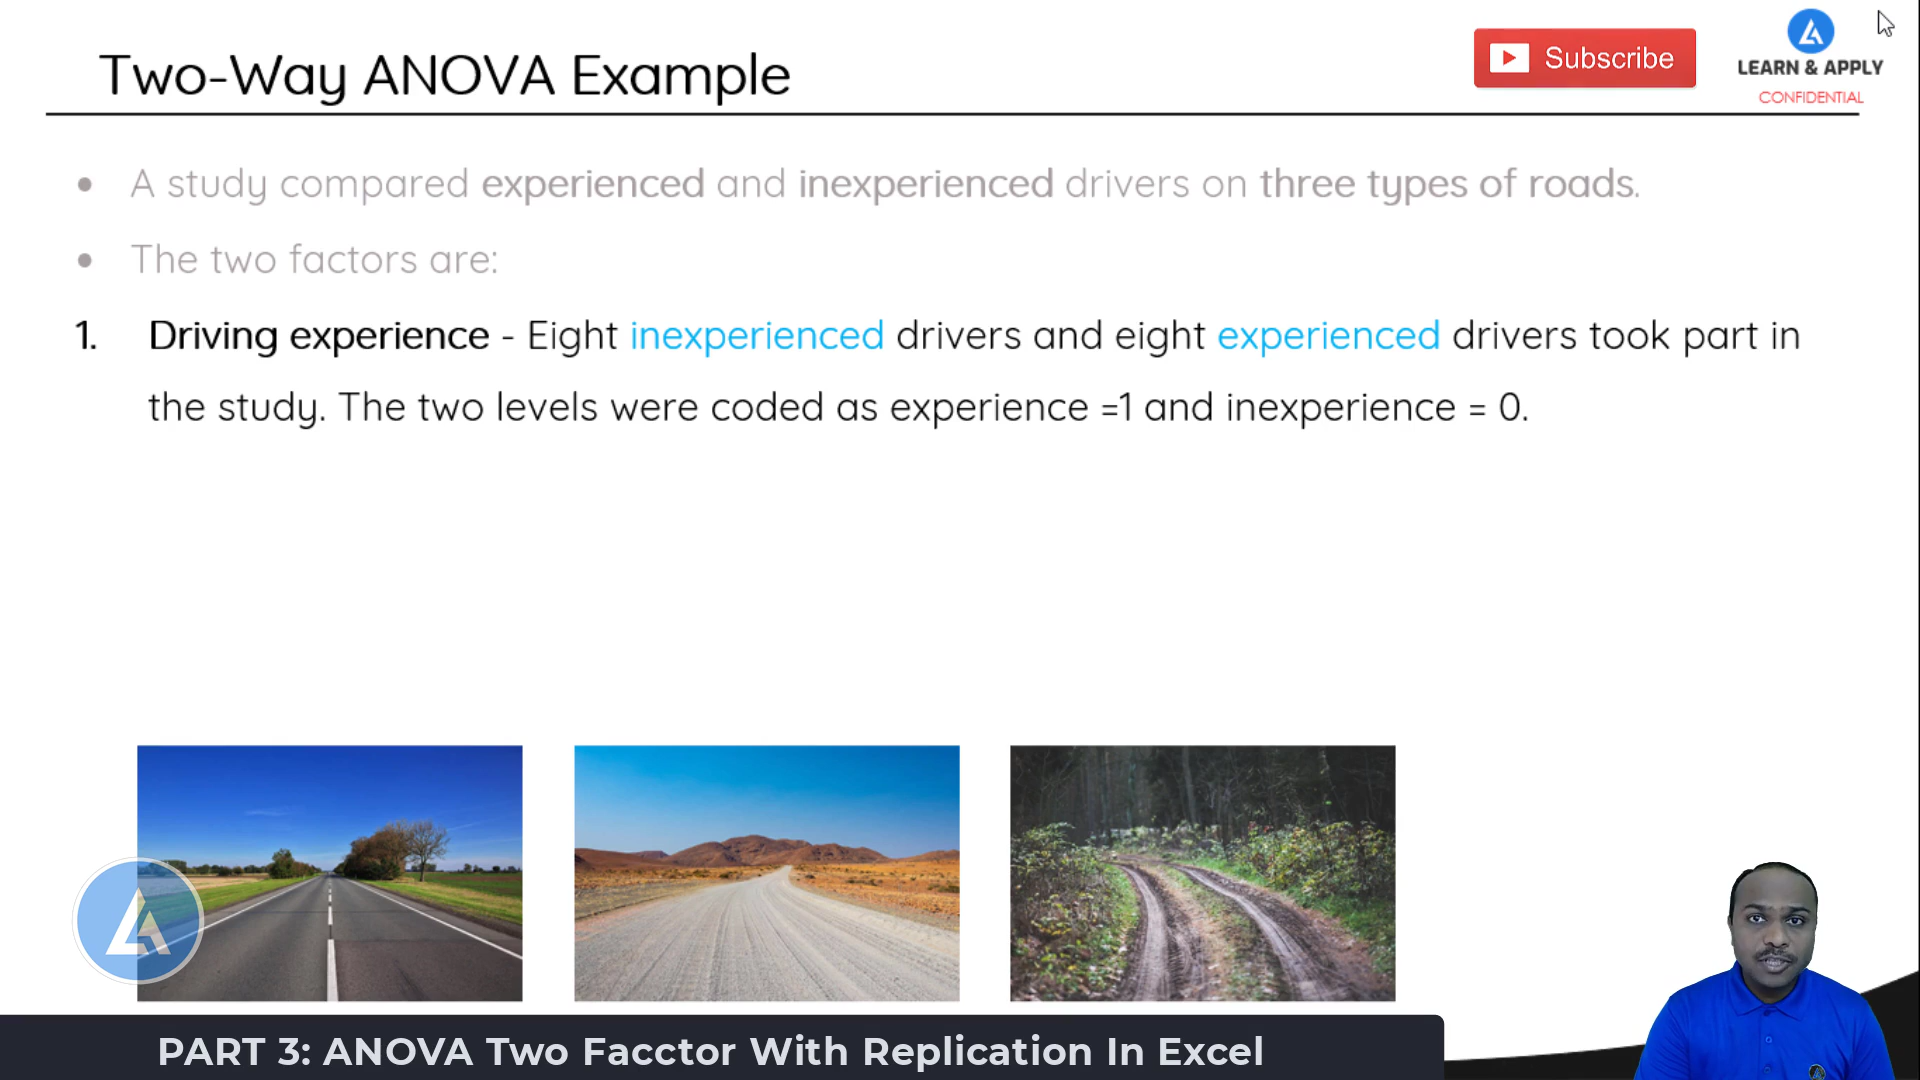 Two-Way ANOVA Example
Subscribe
LEARN & APPLY
CONFIDENTIAL
• A study compared experienced and inexperienced drivers on three types of roads.
• The two factors are:
1. Driving experience - Eight inexperienced drivers and eight experienced drivers took part in
the study. The two levels were coded as experience =1 and inexperience = 0.
PART 3: ANOVA Two Facctor With Replication In Excel